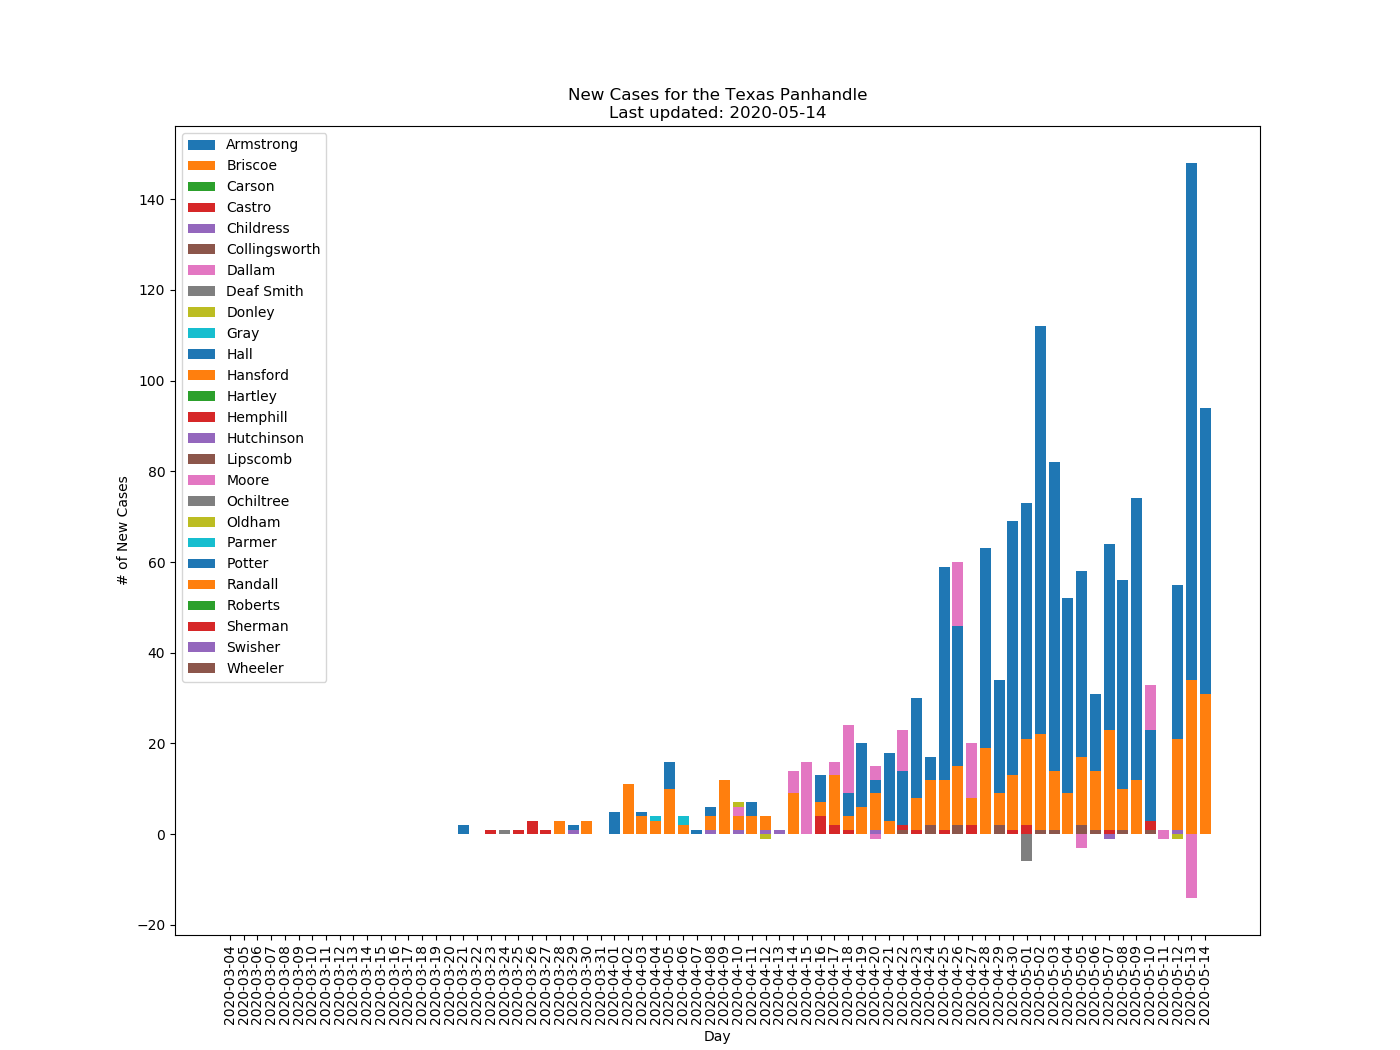 New Cases for the Texas Panhandle
Last updated: 2020-05-14
Armstrong
Briscoe
Carson
Castro
Childress
Collingsworth
Dallam
Deaf Smith
Donley
Gray
Hall
Hansford
Hartley
Hemphill
Hutchinson
Lipscomb
Moore
Ochiltree
Oldham
Parmer
Potter
Randall
Roberts
Sherman
Swisher
Wheeler
# of New Cases
140
120
100
80
60
40
20
0
−20
2020-03-04
2020-03-05
2020-03-06
2020-03-07
2020-03-08
2020-03-09
2020-03-10
2020-03-11
2020-03-12
2020-03-13
2020-03-14
2020-03-15
2020-03-16
2020-03-17
2020-03-18
2020-03-19
2020-03-20
2020-03-21
2020-03-22
2020-03-23
2020-03-24
2020-03-25
2020-03-26
2020-03-27
2020-03-28
2020-03-29
2020-03-30
2020-03-31
2020-04-01
2020-04-02
2020-04-03
2020-04-04
2020-04-05
2020-04-06
2020-04-07
2020-04-08
2020-04-09
2020-04-10
2020-04-11
2020-04-12
2020-04-13
2020-04-14
2020-04-15
2020-04-16
2020-04-17
2020-04-18
2020-04-19
2020-04-20
2020-04-21
2020-04-22
2020-04-23
2020-04-24
2020-04-25
2020-04-26
2020-04-27
2020-04-28
2020-04-29
2020-04-30
2020-05-01
2020-05-02
2020-05-03
2020-05-04
2020-05-05
2020-05-06
2020-05-07
2020-05-08
2020-05-09
2020-05-10
2020-05-11
2020-05-12
2020-05-13
2020-05-14
Day